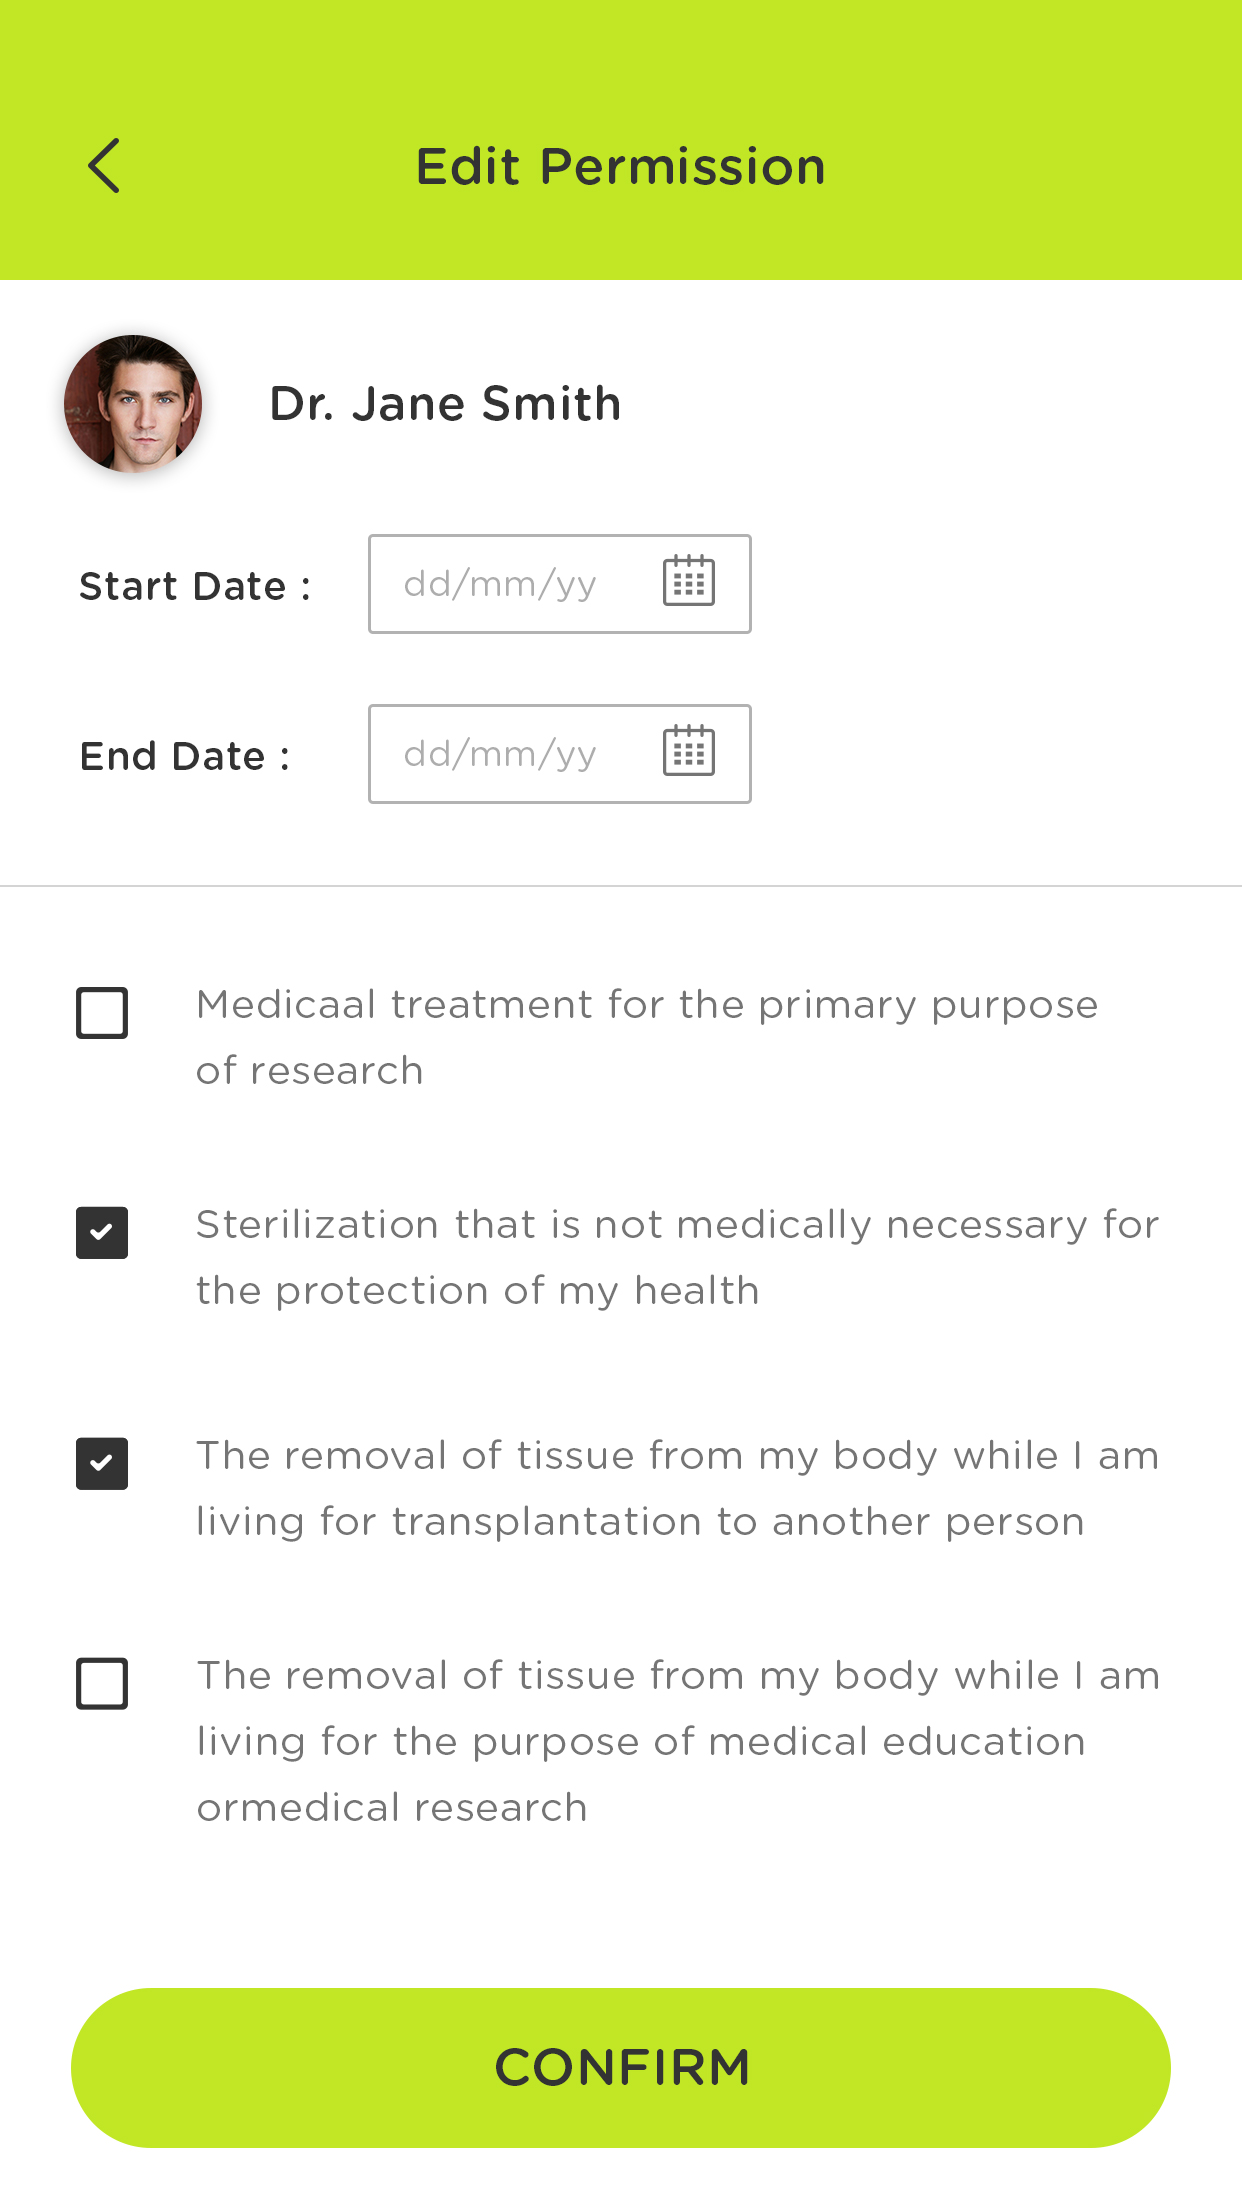 Edit Permission
Dr. Jane Smith
Start Date :
dd/mm/yy
End Date :
dd/mm/yy
Medicaal treatment for the primary purpose
of research
Sterilization that is not medically necessary for
the protection of my health
The removal of tissue from my body while I am
living for transplantation to another person
The removal of tissue from my body while I am
living for the purpose of medical education
ormedical research
CONFIRM